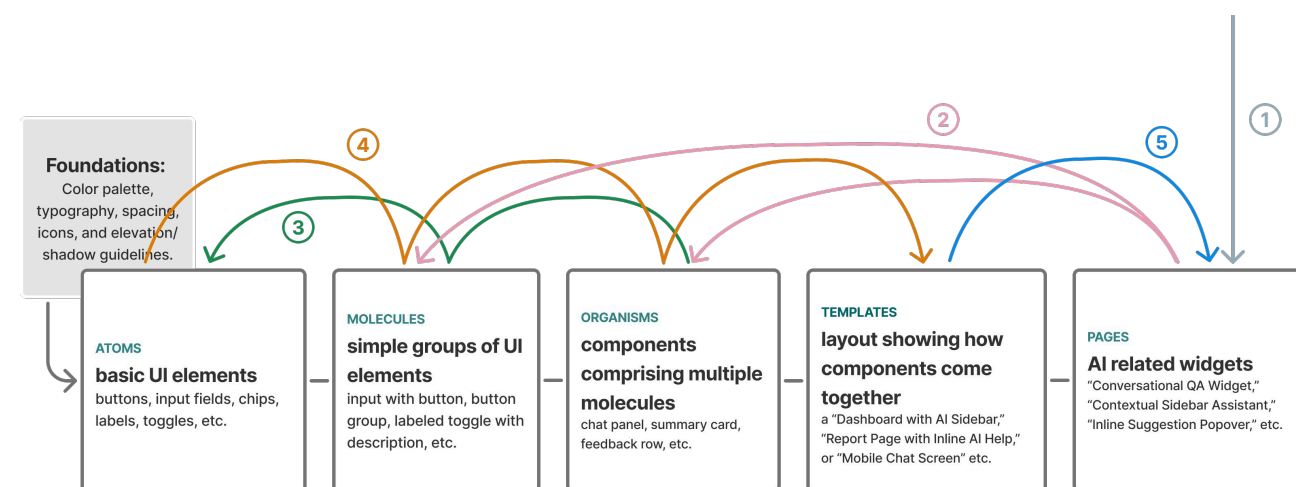 1
2
5
4
3
Foundations:
Color palette,
typography, spacing,
icons, and elevation/
shadow guidelines.
ATOMS
basic UI elements
buttons, input fields, chips,
labels, toggles, etc.
MOLECULES
simple groups of UI
elements
input with button, button
group, labeled toggle with
description, etc.
ORGANISMS
components
comprising multiple
molecules
chat panel, summary card,
feedback row, etc.
TEMPLATES
layout showing how
components come
together
a “Dashboard with AI Sidebar,”
“Report Page with Inline AI Help,”
or “Mobile Chat Screen” etc.
PAGES
AI related widgets
“Conversational QA Widget,”
“Contextual Sidebar Assistant,”
“Inline Suggestion Popover,” etc.